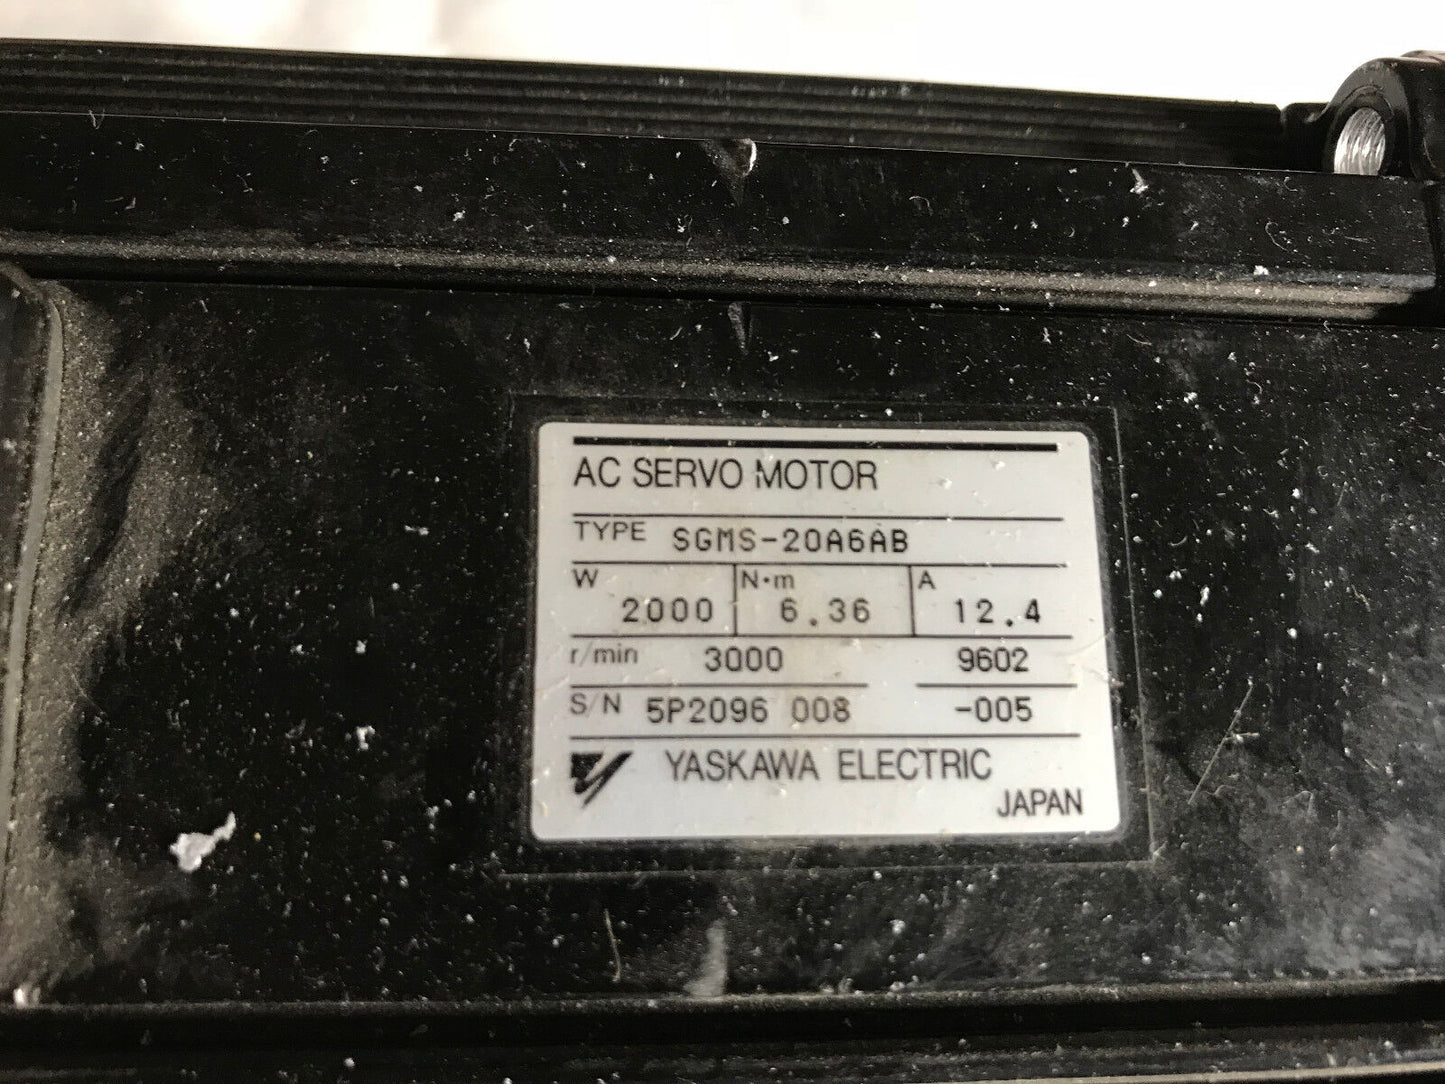 AC SERVO MOTOR
TYPE SGMS-20A6AB
W N·m A
2000 6.36 12.4
r/min 3000 9602
S/N 5P2096 008 -005
YASKAWA ELECTRIC
JAPAN